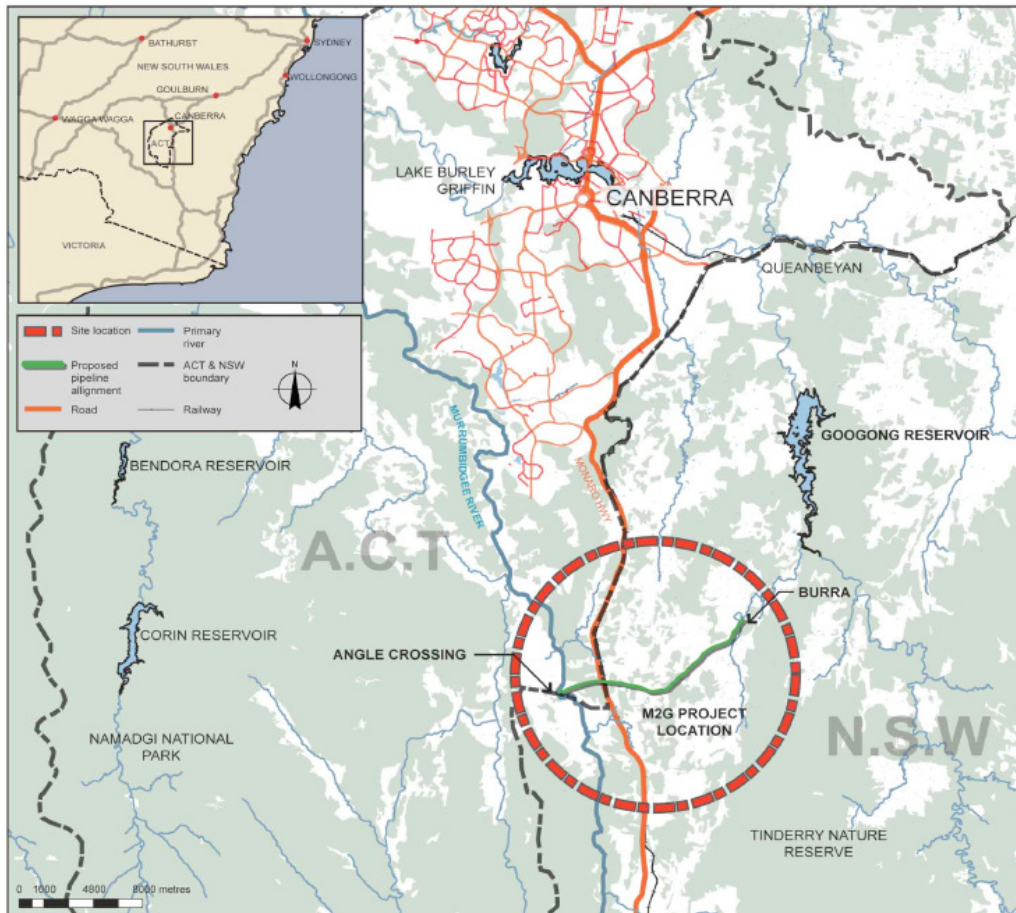 BATHURST
SYDNEY
NEW SOUTH WALES
WOLLONGONG
GOULBURN
WAGGA WAGGA
CANBERRA
ACT
VICTORIA
LAKE BURLEY
GRIFFIN
CANBERRA
QUEANBEYAN
Site location
Primary
river
Proposed
pipeline
allignment
ACT & NSW
boundary
Road
Railway
N
MURRUMBIDGEE RIVER
MONARO HWY
GOOGONG RESERVOIR
BENDORA RESERVOIR
A.C.T
BURRA
CORIN RESERVOIR
ANGLE CROSSING
M2G PROJECT
LOCATION
N.S.W
NAMADGI NATIONAL
PARK
TINDERRY NATURE
RESERVE
0 1600 4800 8000 metres